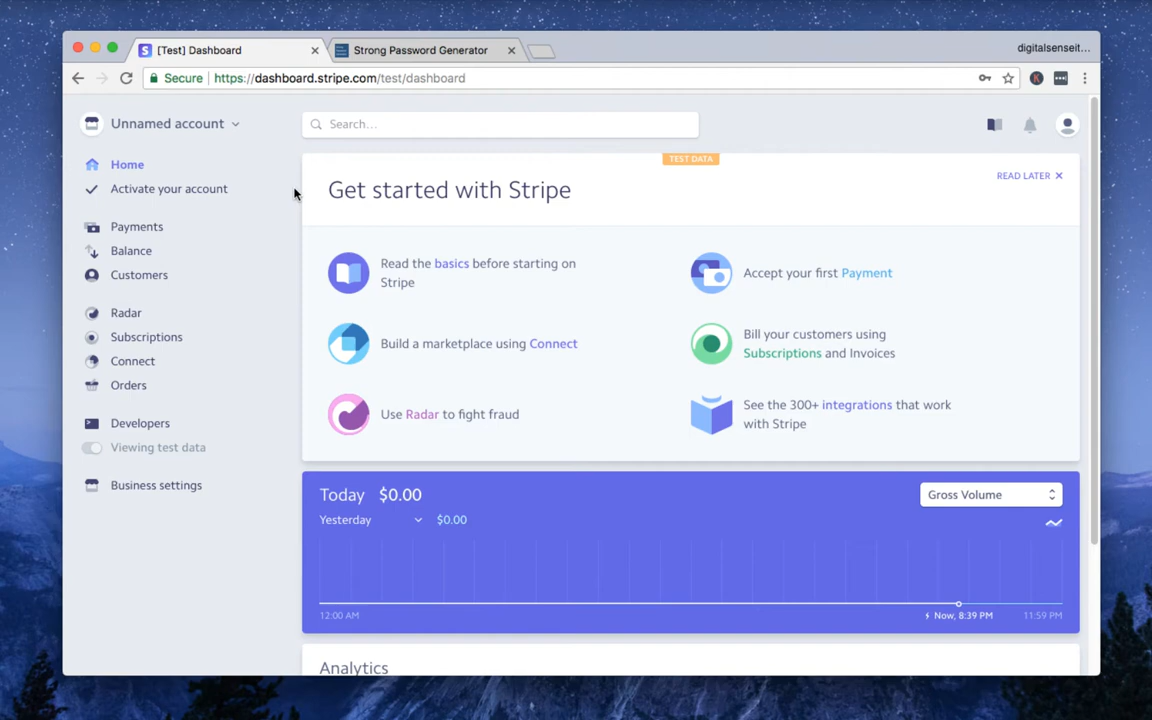 [Test] Dashboard
Strong Password Generator
digitalsenseit...
Secure
https://dashboard.stripe.com/test/dashboard
Unnamed account
Search...
Home
Activate your account
Payments
Balance
Customers
Radar
Subscriptions
Connect
Orders
Developers
Viewing test data
Business settings
TEST DATA
Get started with Stripe
READ LATER
Read the basics before starting on
Stripe
Accept your first Payment
Build a marketplace using Connect
Bill your customers using
Subscriptions and Invoices
Use Radar to fight fraud
See the 300+ integrations that work
with Stripe
Today $0.00
Gross Volume
Yesterday $0.00
12:00 AM
Now, 8:39 PM
11:59 PM
Analytics